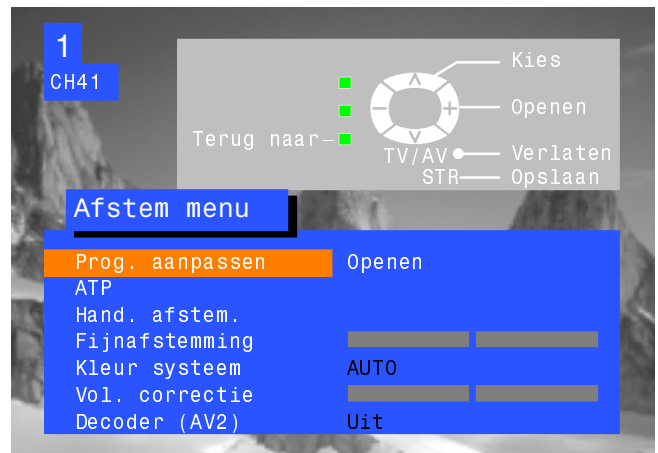 1
CH41
Kies
Openen
Terug naar
TV/AV Verlaten
STR Opslaan
Afstem menu
Prog. aanpassen Openen
ATP
Hand. afstem.
Fijnafstemming
Kleur systeem AUTO
Vol. correctie
Decoder (AV2) Uit